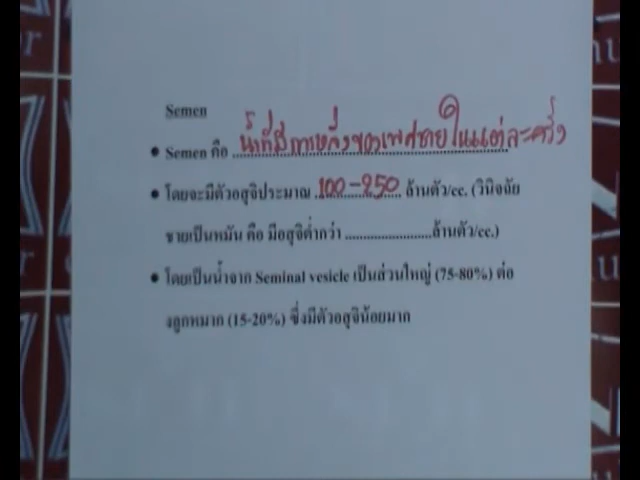 Semen
• Semen คือ น้ำที่มีการหลั่งของเพศชายในแต่ละครั้ง
• โดยจะมีตัวอสุจิประมาณ ..100-250.. ล้านตัว/cc. (วินิจฉัย
ชายเป็นหมัน คือ มีอสุจิต่ำกว่า ......................ล้านตัว/cc.)
• โดยเป็นน้ำจาก Seminal vesicle เป็นส่วนใหญ่ (75-80%) ต่อ
งลูกหมาก (15-20%) ซึ่งมีตัวอสุจิน้อยมาก